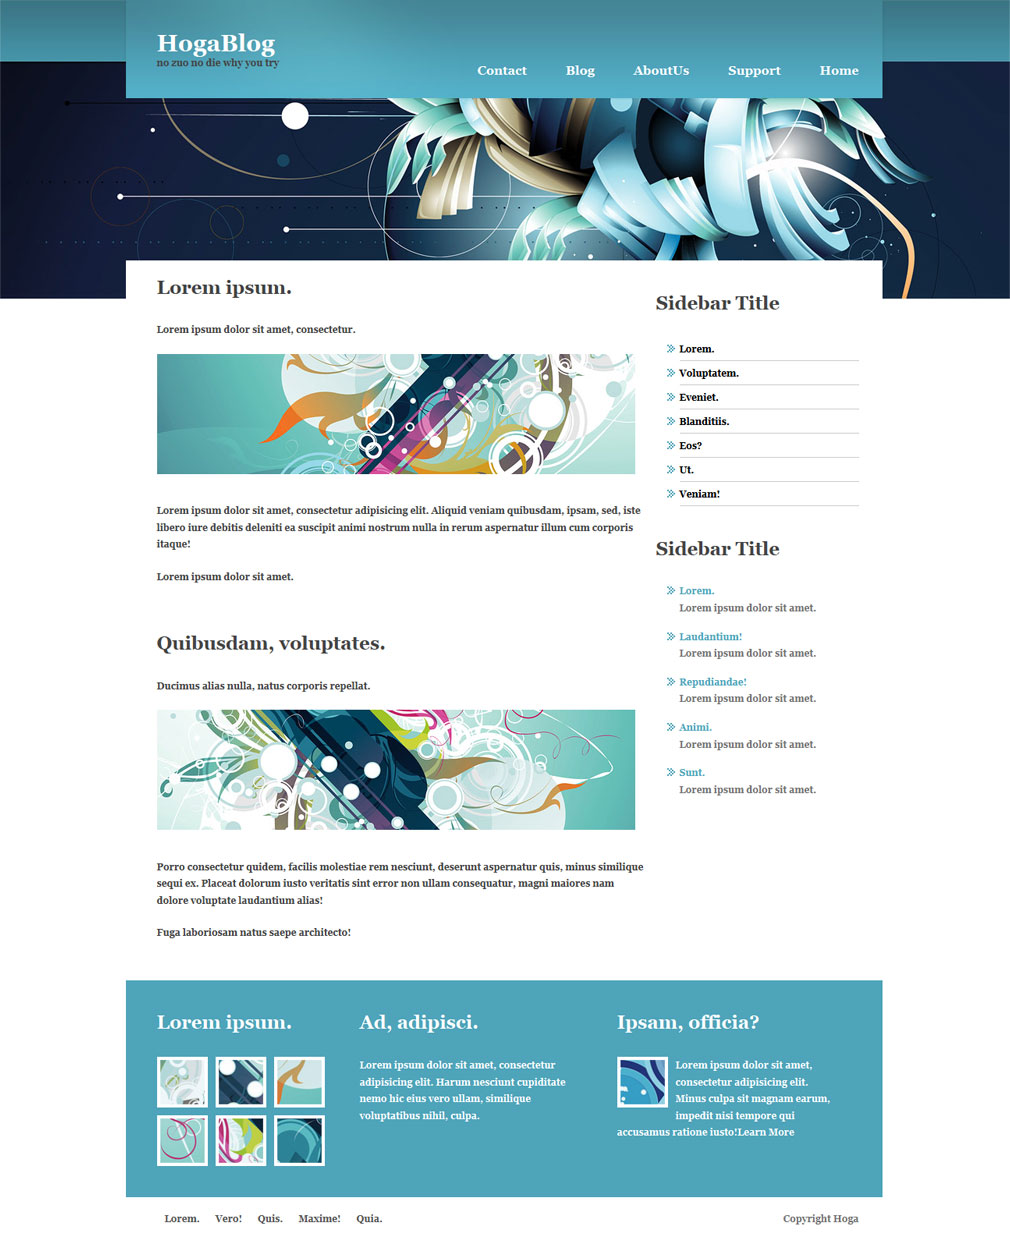 HogaBlog
no zuo no die why you try
Contact Blog AboutUs Support Home
Lorem ipsum.
Lorem ipsum dolor sit amet, consectetur.
Lorem ipsum dolor sit amet, consectetur adipisicing elit. Aliquid veniam quibusdam, ipsam, sed, iste
libero iure debitis deleniti ea suscipit animi nostrum nulla in rerum aspernatur illum cum corporis
itaque!
Lorem ipsum dolor sit amet.
Quibusdam, voluptates.
Ducimus alias nulla, natus corporis repellat.
Porro consectetur quidem, facilis molestiae rem nesciunt, deserunt aspernatur quis, minus similique
sequi ex. Placeat dolorum iusto veritatis sint error non ullam consequatur, magni maiores nam
dolore voluptate laudantium alias!
Fuga laboriosam natus saepe architecto!
Sidebar Title
Lorem.
Voluptatem.
Eveniet.
Blanditiis.
Eos?
Ut.
Veniam!
Sidebar Title
Lorem.
Lorem ipsum dolor sit amet.
Laudantium!
Lorem ipsum dolor sit amet.
Repudiandae!
Lorem ipsum dolor sit amet.
Animi.
Lorem ipsum dolor sit amet.
Sunt.
Lorem ipsum dolor sit amet.
Lorem ipsum.
Ad, adipisci.
Lorem ipsum dolor sit amet, consectetur
adipisicing elit. Harum nesciunt cupiditate
nemo hic eius vero ullam, similique
voluptatibus nihil, culpa.
Ipsam, officia?
Lorem ipsum dolor sit amet,
consectetur adipisicing elit.
Minus culpa sit magnam earum,
impedit nisi tempore qui
accusamus ratione iusto!Learn More
Lorem. Vero! Quis. Maxime! Quia.
Copyright Hoga